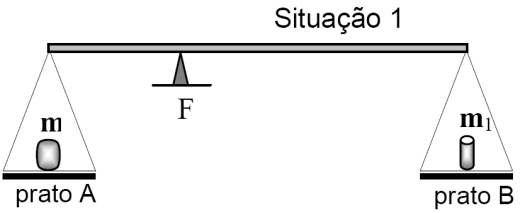 Situação 1
F
m
m₁
prato A
prato B